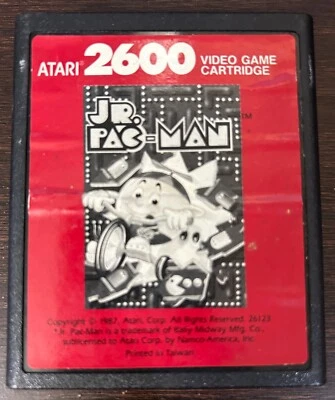 ATARI® 2600 VIDEO GAME
CARTRIDGE
JR.
PAC-MAN
TM
Copyright © 1987, Atari, Corp. All Rights Reserved. 26123
"Jr. Pac-Man is a trademark of Bally Midway Mfg. Co.,
sublicensed to Atari Corp. by Namco-America, Inc.
Printed in Taiwan